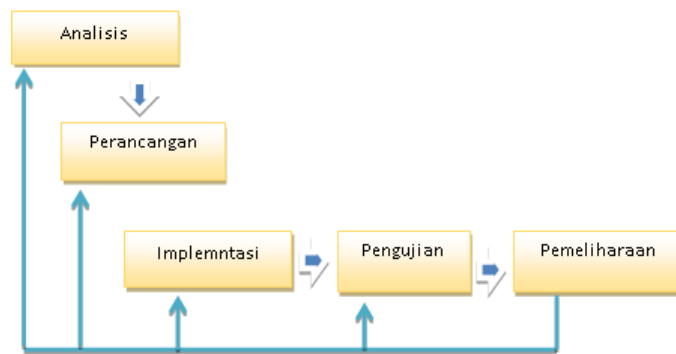 Analisis
Perancangan
Implemntasi
Pengujian
Pemeliharaan